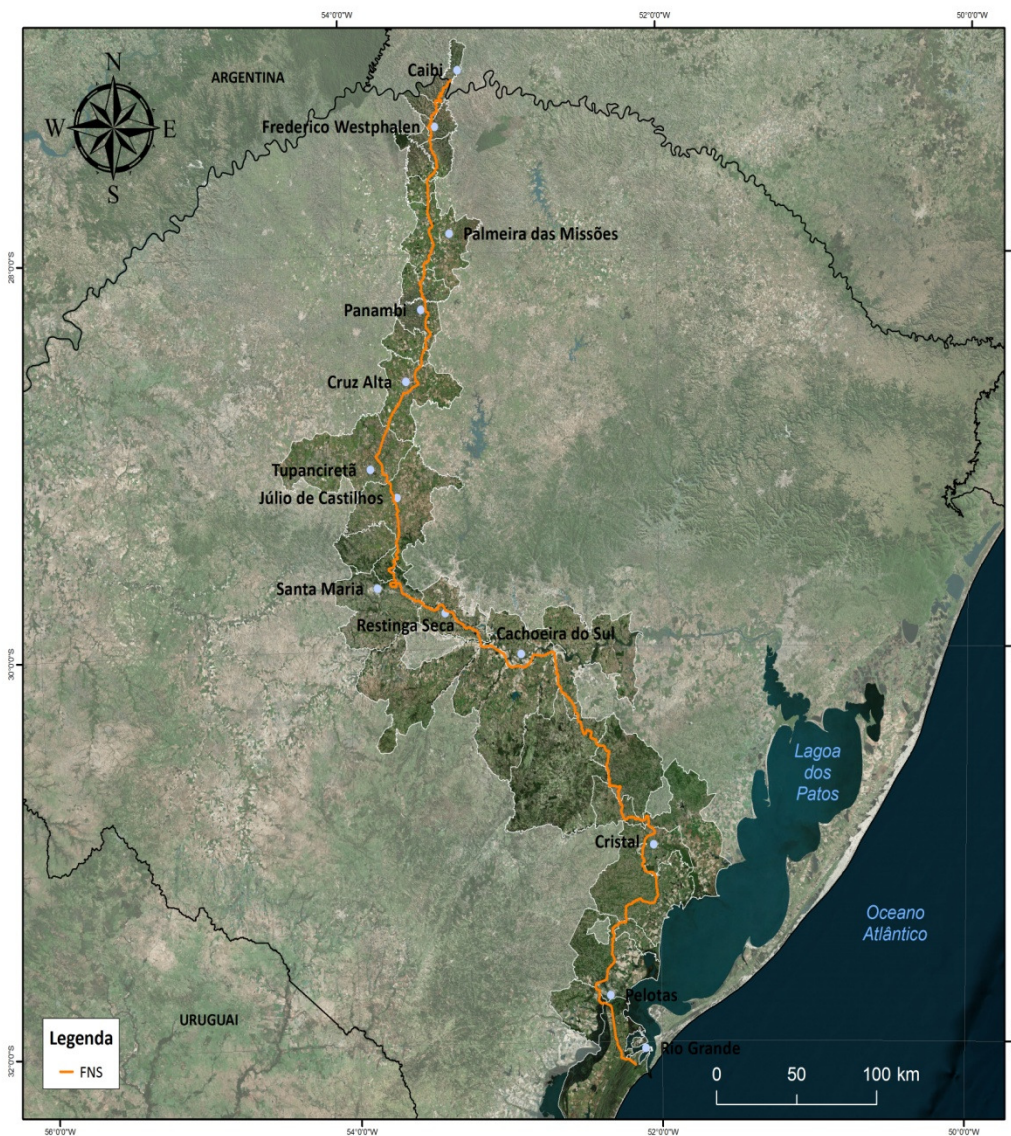 54°0'0"W
52°0'0"W
50°0'0"W
N
W
E
S
ARGENTINA
Caibi
Frederico Westphalen
Palmeira das Missões
28°0'0"S
Panambi
Cruz Alta
Tupanciretã
Júlio de Castilhos
Santa Maria
Restinga Seca
Cachoeira do Sul
30°0'0"S
Lagoa
dos
Patos
Cristal
Oceano
Atlântico
Pelotas
URUGUAI
Rio Grande
Legenda
FNS
32°0'0"S
0 50 100 km
56°0'0"W
54°0'0"W
52°0'0"W
50°0'0"W